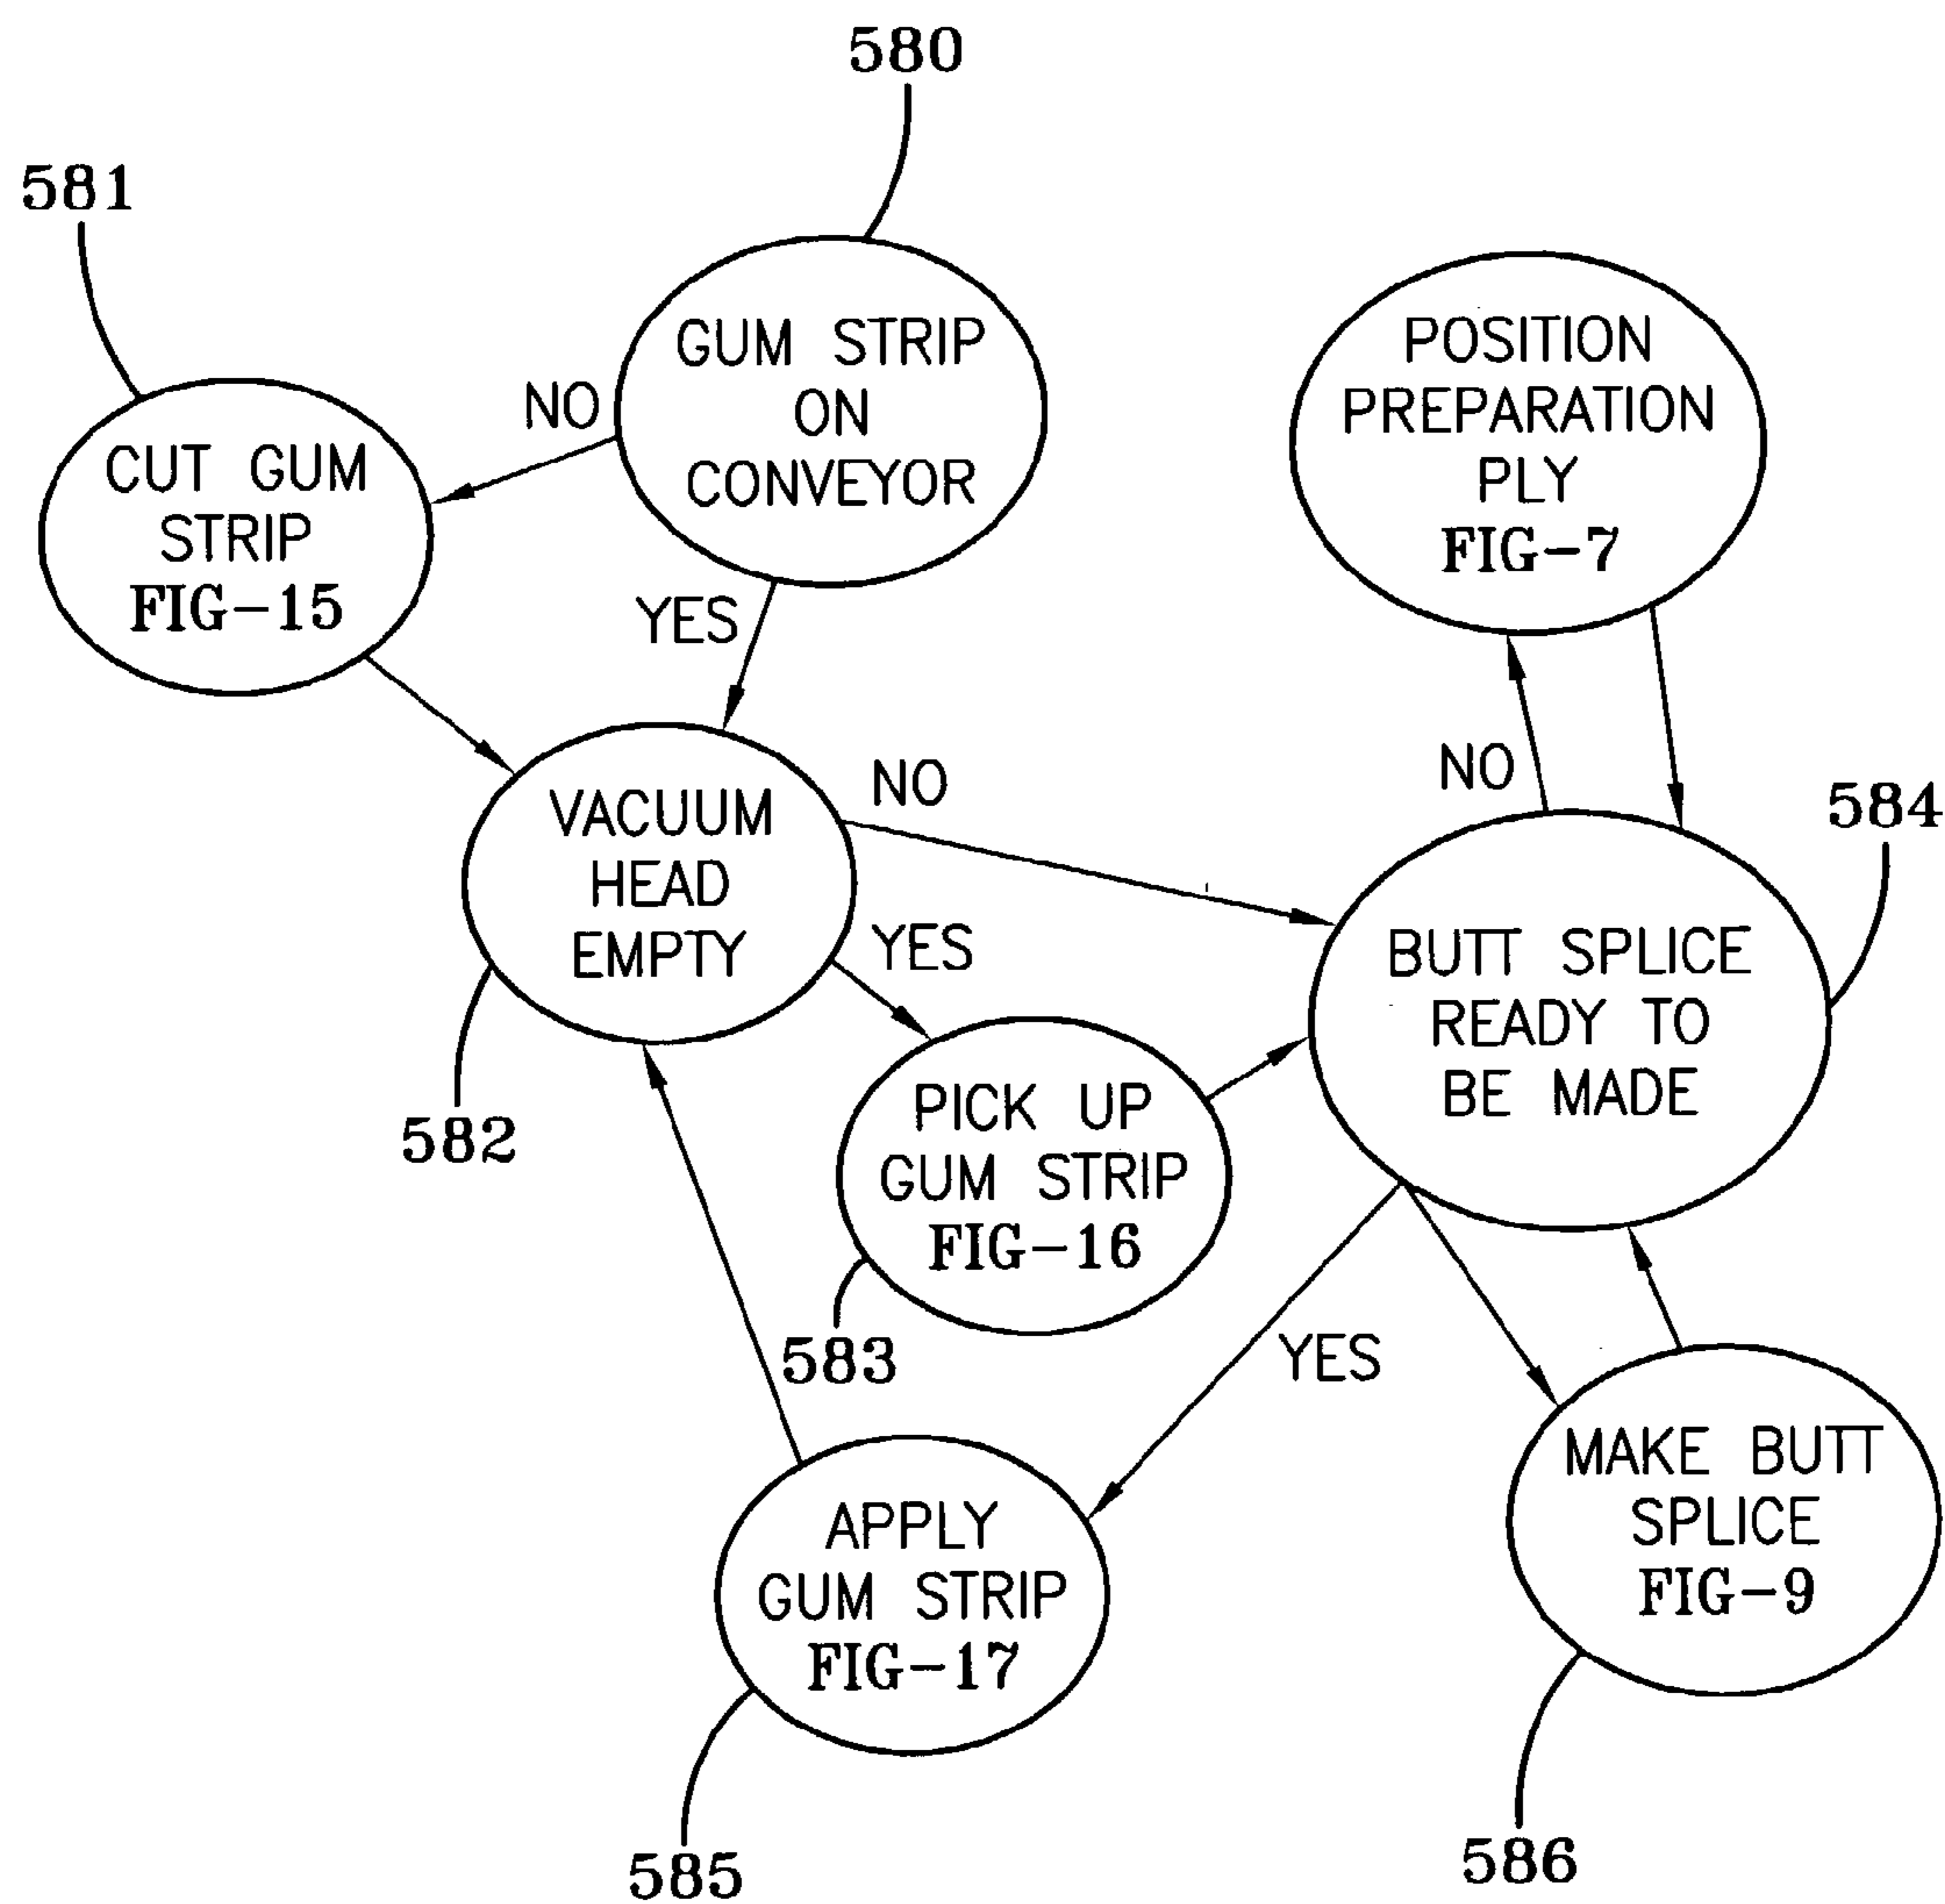 580
581
GUM STRIP
ON
CONVEYOR
POSITION
PREPARATION
PLY
FIG-7
NO
CUT GUM
STRIP
FIG-15
YES
VACUUM
HEAD
EMPTY
582
NO
YES
NO
584
BUTT SPLICE
READY TO
BE MADE
PICK UP
GUM STRIP
FIG-16
583
YES
APPLY
GUM STRIP
FIG-17
585
MAKE BUTT
SPLICE
FIG-9
586